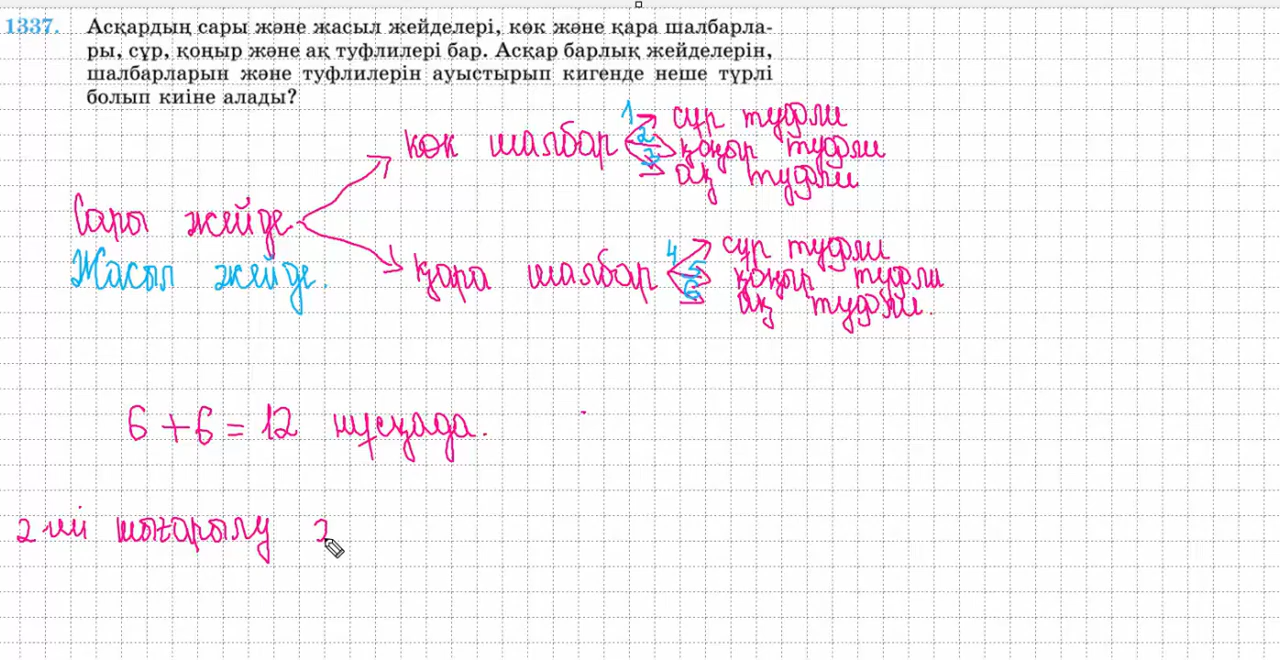 1337. Асқардың сары және жасыл жейделері, көк және қара шалбарла-
ры, сұр, қоңыр және ақ туфлилері бар. Асқар барлық жейделерін,
шалбарларын және туфлилерін ауыстырып кигенде неше түрлі
болып киіне алады?
көк шалбар 1 сұр туфли
2 қоңыр туфли
3 ақ туфли
Сары жейде.
Жасыл жейде.
қара шалбар 4 сұр туфли
5 қоңыр туфли
6 ақ туфли.
6 + 6 = 12 нұсқада.
2-ші шығарылу 2